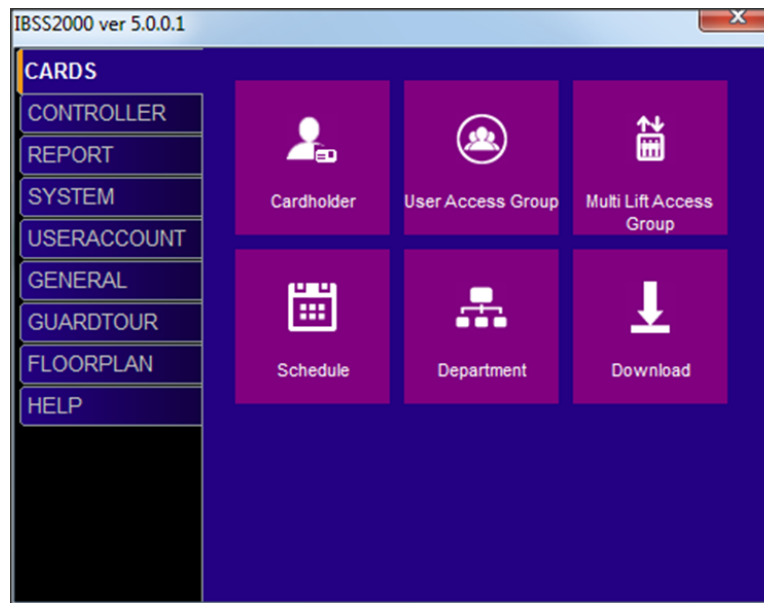 IBSS2000 ver 5.0.0.1
CARDS
CONTROLLER
REPORT
SYSTEM
USERACCOUNT
GENERAL
GUARDTOUR
FLOORPLAN
HELP
Cardholder
User Access Group
Multi Lift Access
Group
Schedule
Department
Download